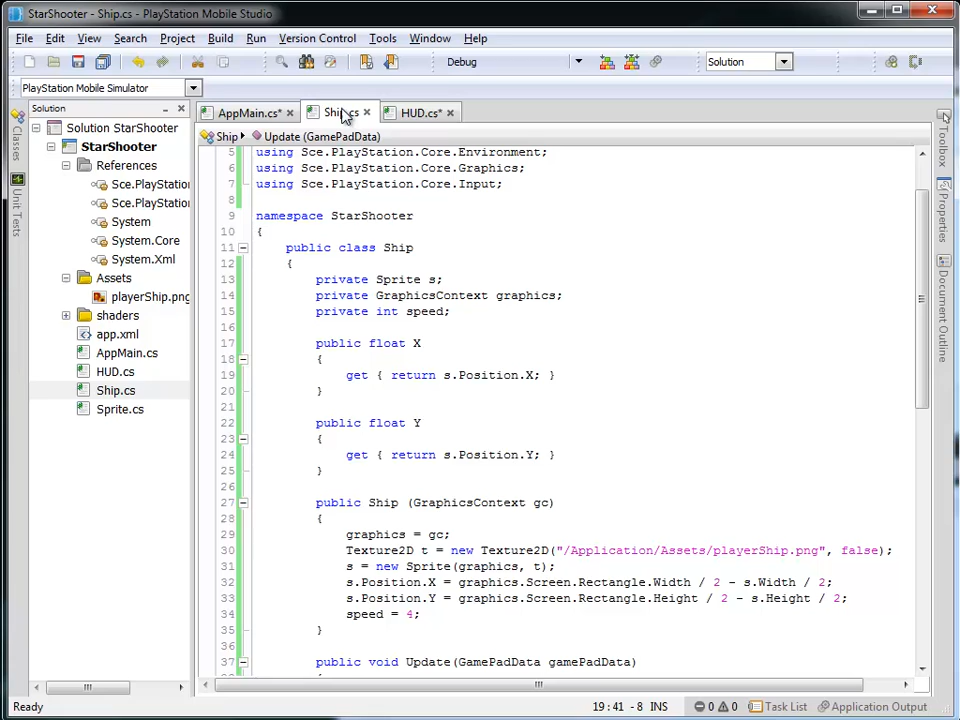 StarShooter - Ship.cs - PlayStation Mobile Studio
File Edit View Search Project Build Run Version Control Tools Window Help
Debug Solution
PlayStation Mobile Simulator
Solution
AppMain.cs* Ship.cs HUD.cs*
Ship Update (GamePadData)
Classes
Unit Tests
Solution StarShooter
StarShooter
References
Sce.PlayStatio
Sce.PlayStatio
System
System.Core
System.Xml
Assets
playerShip.png
shaders
app.xml
AppMain.cs
HUD.cs
Ship.cs
Sprite.cs
5 using Sce.PlayStation.Core.Environment;
6 using Sce.PlayStation.Core.Graphics;
7 using Sce.PlayStation.Core.Input;
8
9 namespace StarShooter
10 {
11 public class Ship
12 {
13 private Sprite s;
14 private GraphicsContext graphics;
15 private int speed;
16
17 public float X
18 {
19 get { return s.Position.X; }
20 }
21
22 public float Y
23 {
24 get { return s.Position.Y; }
25 }
26
27 public Ship (GraphicsContext gc)
28 {
29 graphics = gc;
30 Texture2D t = new Texture2D("/Application/Assets/playerShip.png", false);
31 s = new Sprite(graphics, t);
32 s.Position.X = graphics.Screen.Rectangle.Width / 2 - s.Width / 2;
33 s.Position.Y = graphics.Screen.Rectangle.Height / 2 - s.Height / 2;
34 speed = 4;
35 }
36
37 public void Update(GamePadData gamePadData)
Toolbox
Properties
Document Outline
Ready 19 : 41 - 8 INS 0 0 Task List Application Output